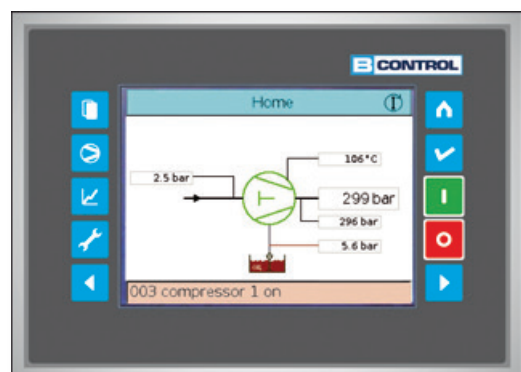 B CONTROL
Home
106°C
2.5 bar
299 bar
296 bar
5.6 bar
003 compressor 1 on